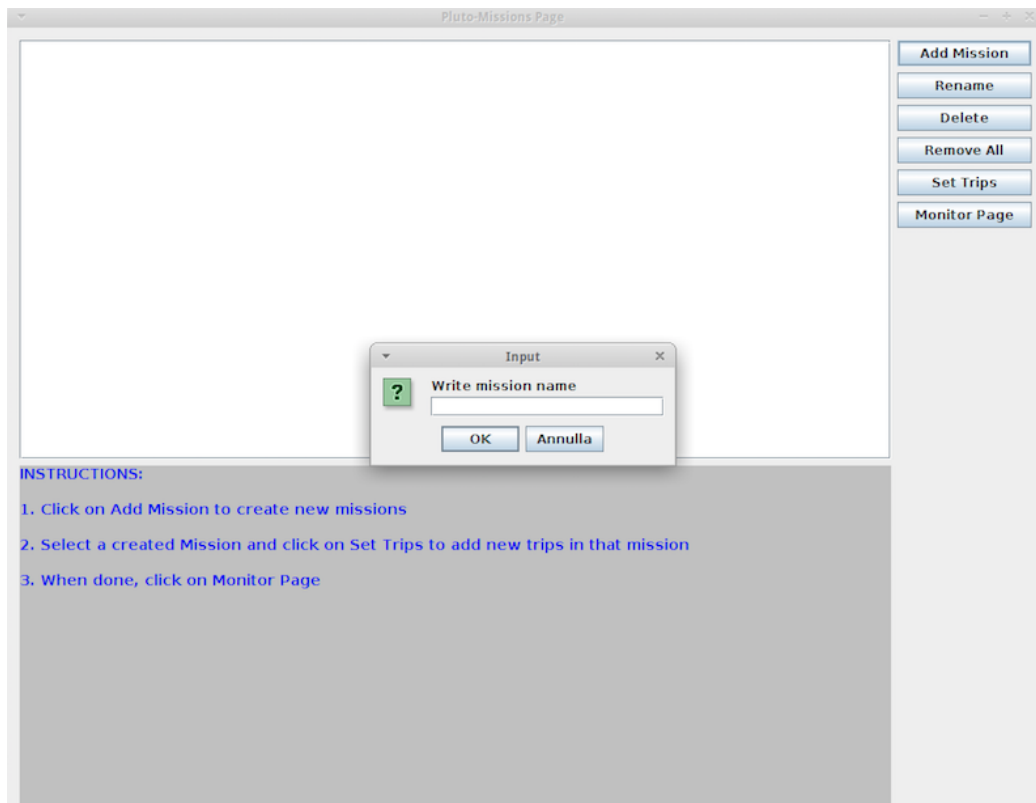 Pluto-Missions Page
Add Mission
Rename
Delete
Remove All
Set Trips
Monitor Page
Input
?
Write mission name
OK
Annulla
INSTRUCTIONS:
1. Click on Add Mission to create new missions
2. Select a created Mission and click on Set Trips to add new trips in that mission
3. When done, click on Monitor Page